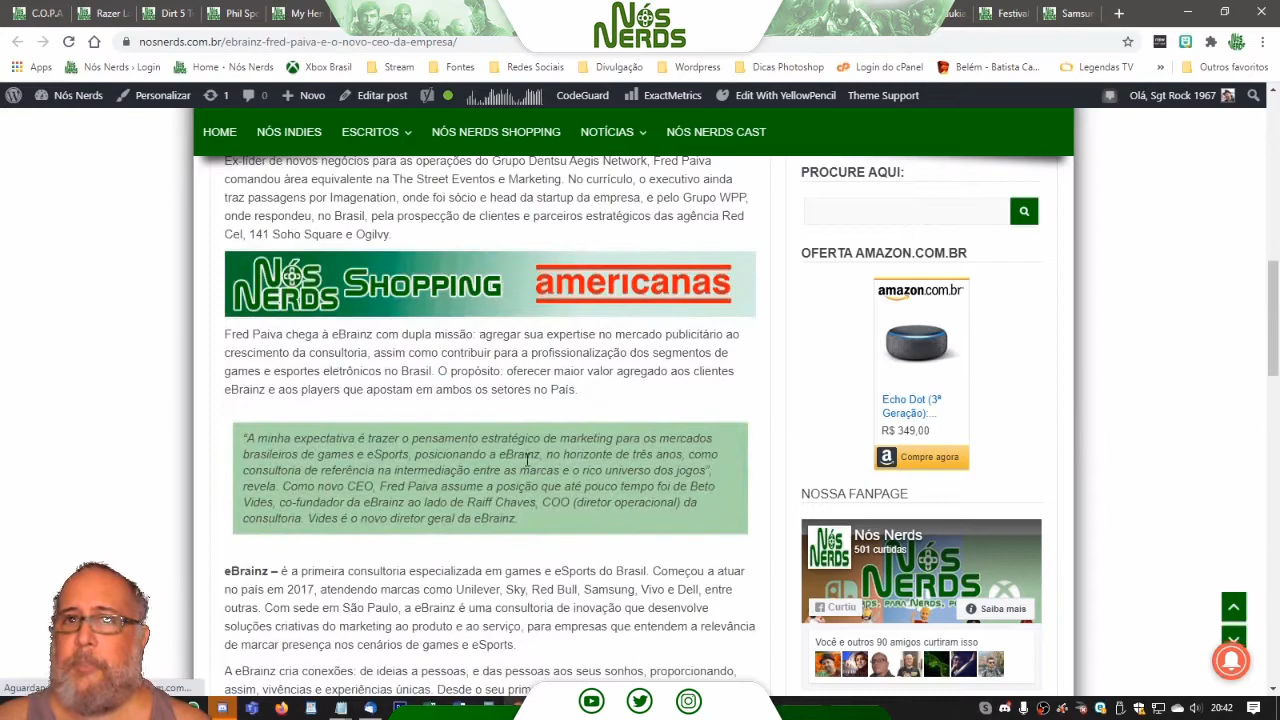 LEGO.C.O.P.
Razer
Dirt 5
Festival
Samsu
NÓS
NERDS
nosnerds.com.br/ebrainz-fred-paiva-e-o-novo-ceo-da-empresa/
Apps
Nós Nerds › Login
Home · Nós Nerds
Xbox Brasil
Stream
Fontes
Redes Sociais
Divulgação
Wordpress
Dicas Photoshop
Login do cPanel
Belém - Batista Ca...
Legendas TV
»
Outros favoritos
Nós Nerds
Personalizar
1
0
Novo
Editar post
CodeGuard
ExactMetrics
Edit With YellowPencil
Theme Support
Olá, Sgt Rock 1967
HOME NÓS INDIES ESCRITOS NÓS NERDS SHOPPING NOTÍCIAS NÓS NERDS CAST
Ex-líder de novos negócios para as operações do Grupo Dentsu Aegis Network, Fred Paiva
comandou área equivalente na The Street Eventos e Marketing. No currículo, o executivo ainda
traz passagens por Imagenation, onde foi sócio e head da startup da empresa, e pelo Grupo WPP,
onde respondeu, no Brasil, pela prospecção de clientes e parceiros estratégicos das agência Red
Cel, 141 Soho Square e Ogilvy.
NÓS NERDS SHOPPING americanas
Fred Paiva chega à eBrainz com dupla missão: agregar sua expertise no mercado publicitário ao
crescimento da consultoria, assim como contribuir para a profissionalização dos segmentos de
games e esportes eletrônicos no Brasil. O propósito: oferecer maior valor agregado aos clientes
eBrainz e aos players que apostam em ambos os setores no País.
“A minha expectativa é trazer o pensamento estratégico de marketing para os mercados
brasileiros de games e eSports, posicionando a eBrainz, no horizonte de três anos, como
consultoria de referência na intermediação entre as marcas e o rico universo dos jogos”,
revela. Como novo CEO, Fred Paiva assume a posição que até pouco tempo foi de Beto
Vides, co-fundador da eBrainz ao lado de Raiff Chaves, COO (diretor operacional) da
consultoria. Vides é o novo diretor geral da eBrainz.
eBrainz – é a primeira consultoria especializada em games e eSports do Brasil. Começou a atuar
no país em 2017, atendendo marcas como Unilever, Sky, Red Bull, Samsung, Vivo e Dell, entre
outras. Com sede em São Paulo, a eBrainz é uma consultoria de inovação que desenvolve
soluções criativas do marketing ao produto e ao serviço, para empresas que entendem a relevância
de marcar presença nos cenários de games e eSports.
A eBrainz cria conexões: de ideias a pessoas, e das pessoas aos seus sonhos, proporcionando,
assim, vivências e experiências únicas. Desde o seu
PROCURE AQUI:
OFERTA AMAZON.COM.BR
amazon.com.br
Echo Dot (3ª
Geração):...
R$ 349,00
Compre agora
NOSSA FANPAGE
NÓS
NERDS
Nós Nerds
501 curtidas
NÓS
NERDS
Curtiu
Saiba mais
Você e outros 90 amigos curtiram isso
20:42